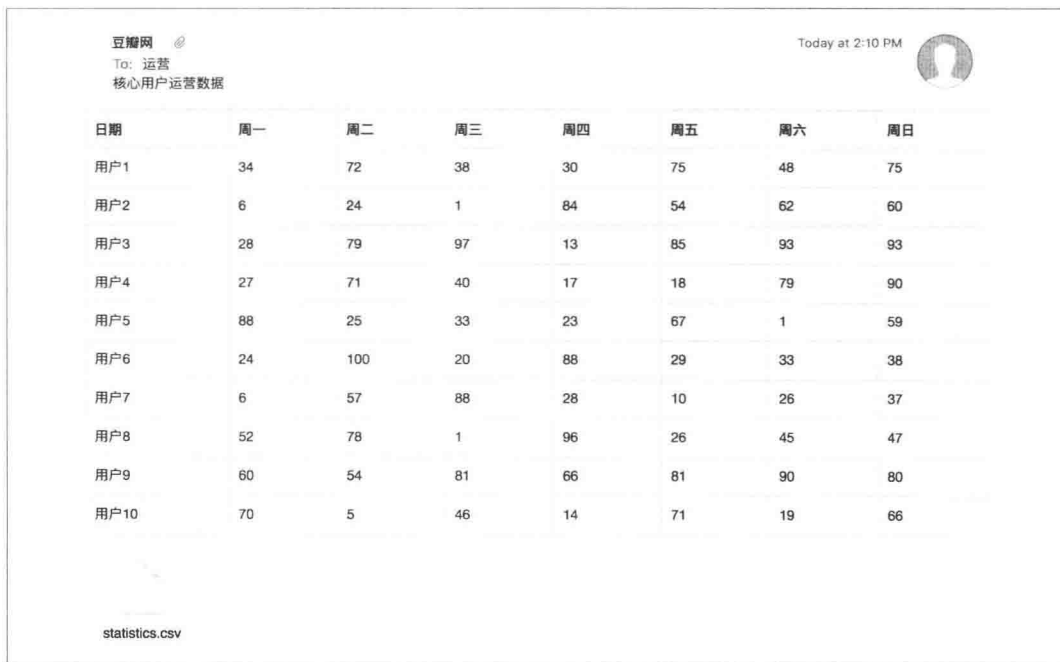 豆瓣网
Today at 2:10 PM
To: 运营
核心用户运营数据
日期 周一 周二 周三 周四 周五 周六 周日
用户1 34 72 38 30 75 48 75
用户2 6 24 1 84 54 62 60
用户3 28 79 97 13 85 93 93
用户4 27 71 40 17 18 79 90
用户5 88 25 33 23 67 1 59
用户6 24 100 20 88 29 33 38
用户7 6 57 88 28 10 26 37
用户8 52 78 1 96 26 45 47
用户9 60 54 81 66 81 90 80
用户10 70 5 46 14 71 19 66
statistics.csv